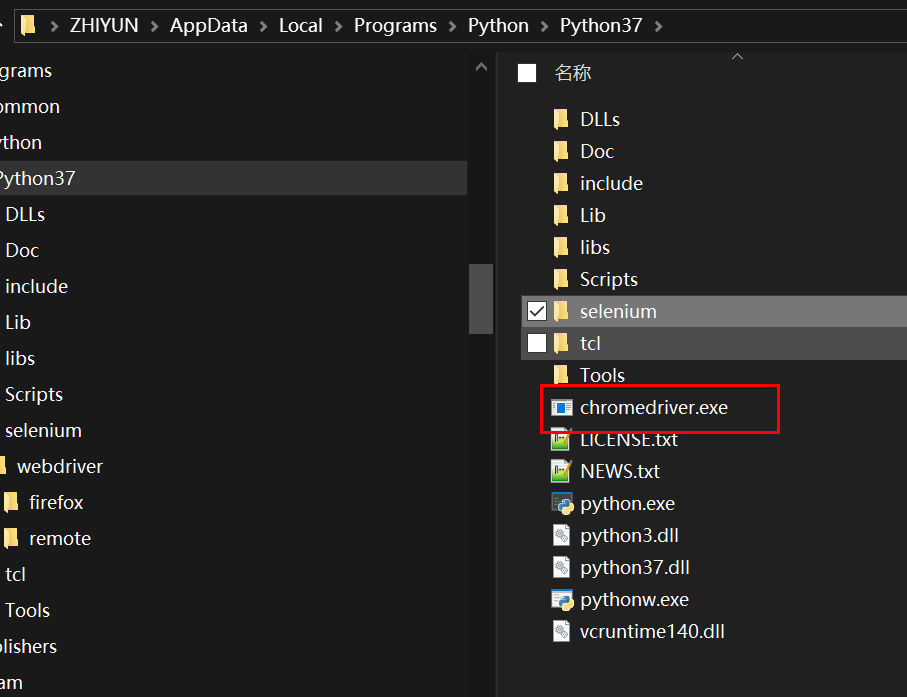 ZHIYUN > AppData > Local > Programs > Python > Python37 >
grams
ommon
ython
Python37
DLLs
Doc
include
Lib
libs
Scripts
selenium
webdriver
firefox
remote
tcl
Tools
olishers
am
名称
DLLs
Doc
include
Lib
libs
Scripts
selenium
tcl
Tools
chromedriver.exe
LICENSE.txt
NEWS.txt
python.exe
python3.dll
python37.dll
pythonw.exe
vcruntime140.dll